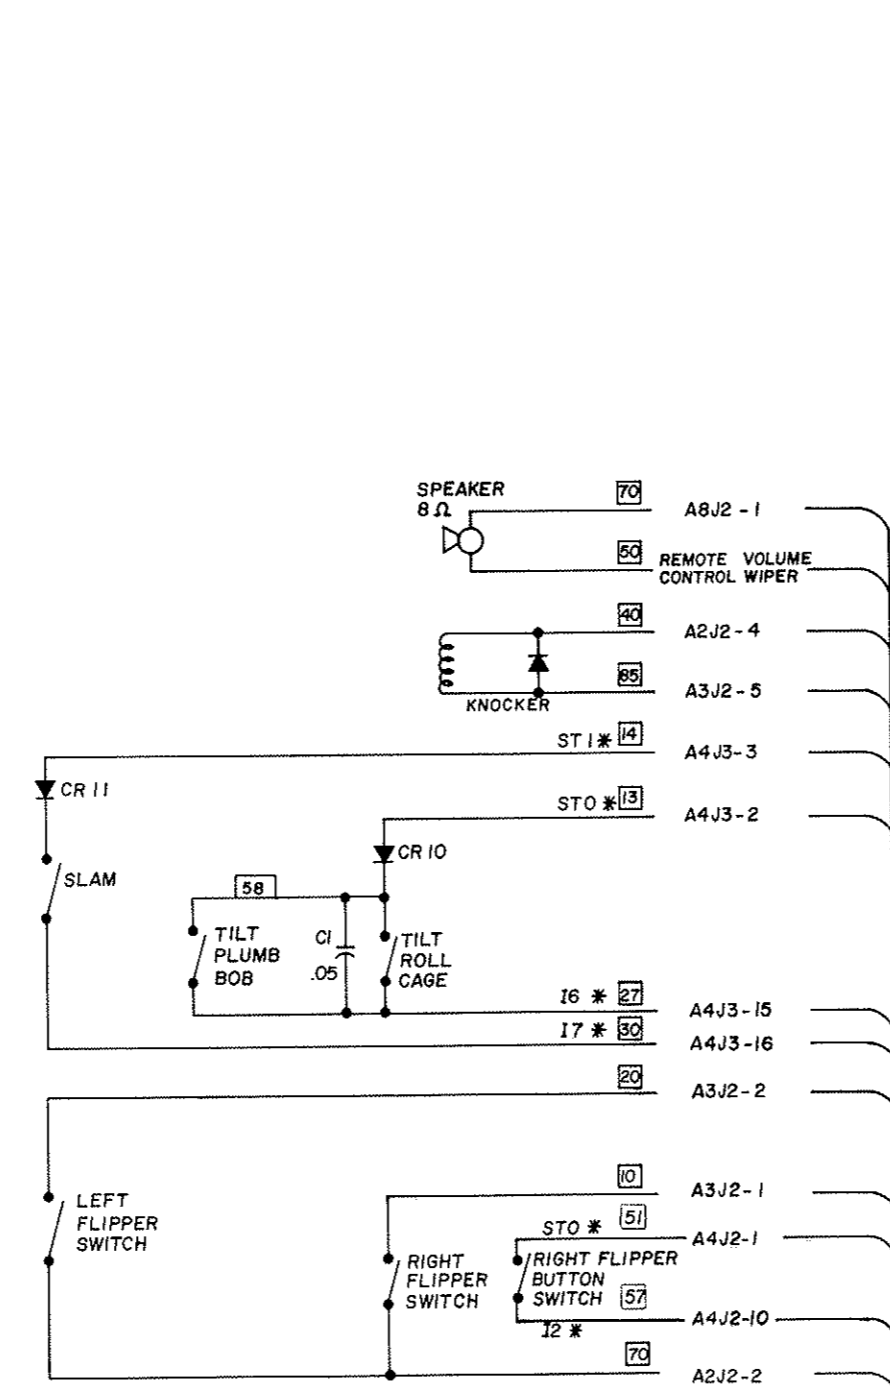 SPEAKER
8 Ω
70
A8J2 - 1
50
REMOTE VOLUME
CONTROL WIPER
40
A2J2 - 4
85
A3J2 - 5
KNOCKER
ST1* 14
A4J3-3
CR 11
STO * 13
A4J3-2
CR 10
SLAM
58
TILT
PLUMB
BOB
C1
.05
TILT
ROLL
CAGE
I6 * 27
A4J3-15
I7 * 30
A4J3-16
20
A3J2-2
LEFT
FLIPPER
SWITCH
10
A3J2-1
STO * 51
A4J2-1
RIGHT
FLIPPER
SWITCH
RIGHT FLIPPER
BUTTON
SWITCH
57
I2 *
A4J2-10
70
A2J2-2